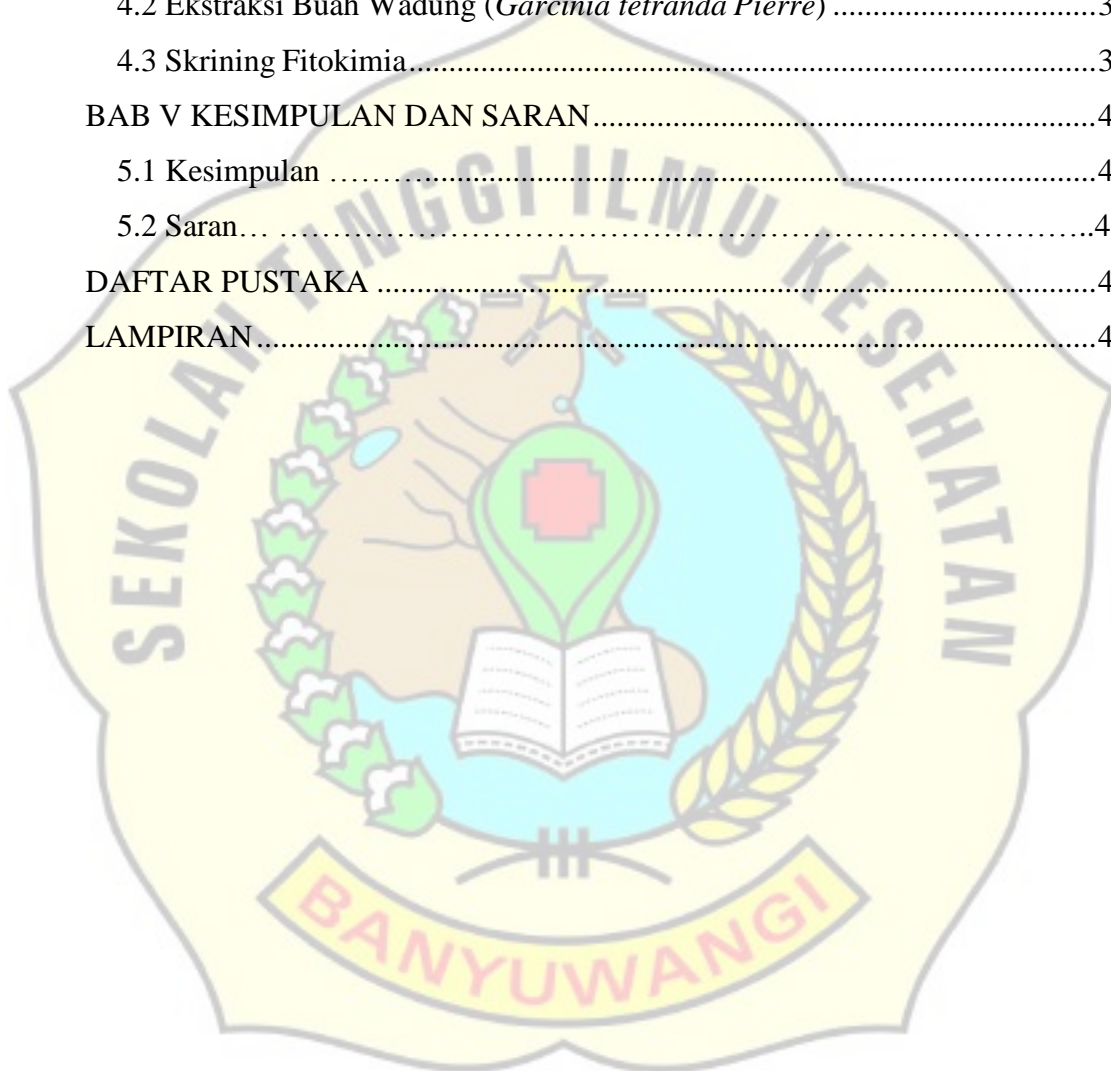 4.2 Ekstraksi Buah Wadung (Garcinia tetranda Pierre) ....................................3
4.3 Skrining Fitokimia...........................................................................................3
BAB V KESIMPULAN DAN SARAN.................................................................4
5.1 Kesimpulan ………........................................................................................4
5.2 Saran… …………………………………………………………………..4
DAFTAR PUSTAKA ............................................................................................4
LAMPIRAN...........................................................................................................4
SEKOLAH TINGGI ILMU KESEHATAN
BANYUWANGI